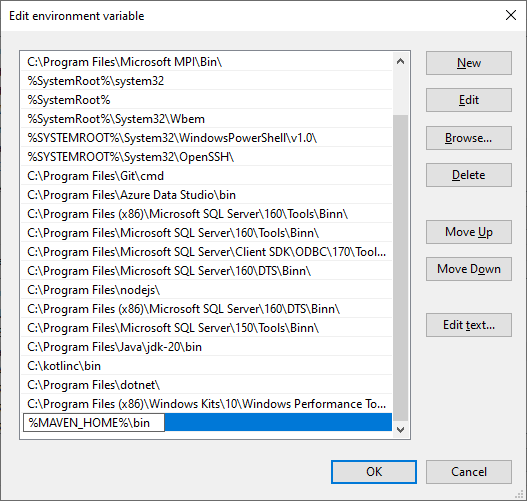 Edit environment variable
C:\Program Files\Microsoft MPI\Bin\
%SystemRoot%\system32
%SystemRoot%
%SystemRoot%\System32\Wbem
%SYSTEMROOT%\System32\WindowsPowerShell\v1.0\
%SYSTEMROOT%\System32\OpenSSH\
C:\Program Files\Git\cmd
C:\Program Files\Azure Data Studio\bin
C:\Program Files (x86)\Microsoft SQL Server\160\Tools\Binn\
C:\Program Files\Microsoft SQL Server\160\Tools\Binn\
C:\Program Files\Microsoft SQL Server\Client SDK\ODBC\170\Tool...
C:\Program Files\Microsoft SQL Server\160\DTS\Binn\
C:\Program Files\nodejs\
C:\Program Files (x86)\Microsoft SQL Server\160\DTS\Binn\
C:\Program Files\Microsoft SQL Server\150\Tools\Binn\
C:\Program Files\Java\jdk-20\bin
C:\kotlinc\bin
C:\Program Files\dotnet\
C:\Program Files (x86)\Windows Kits\10\Windows Performance To...
%MAVEN_HOME%\bin
New
Edit
Browse...
Delete
Move Up
Move Down
Edit text...
OK
Cancel